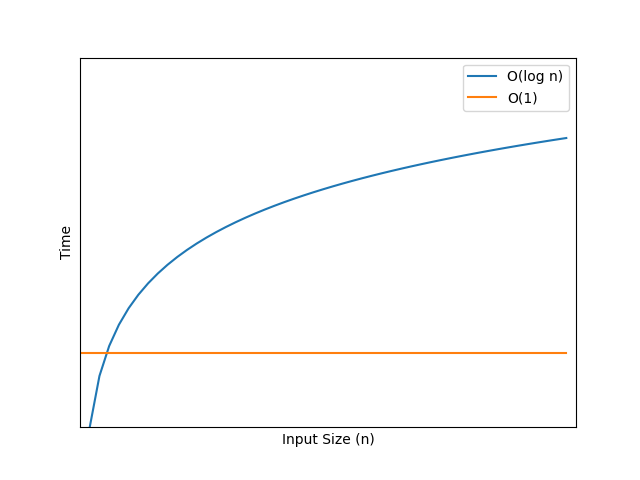 O(log n)
O(1)
Time
Input Size (n)